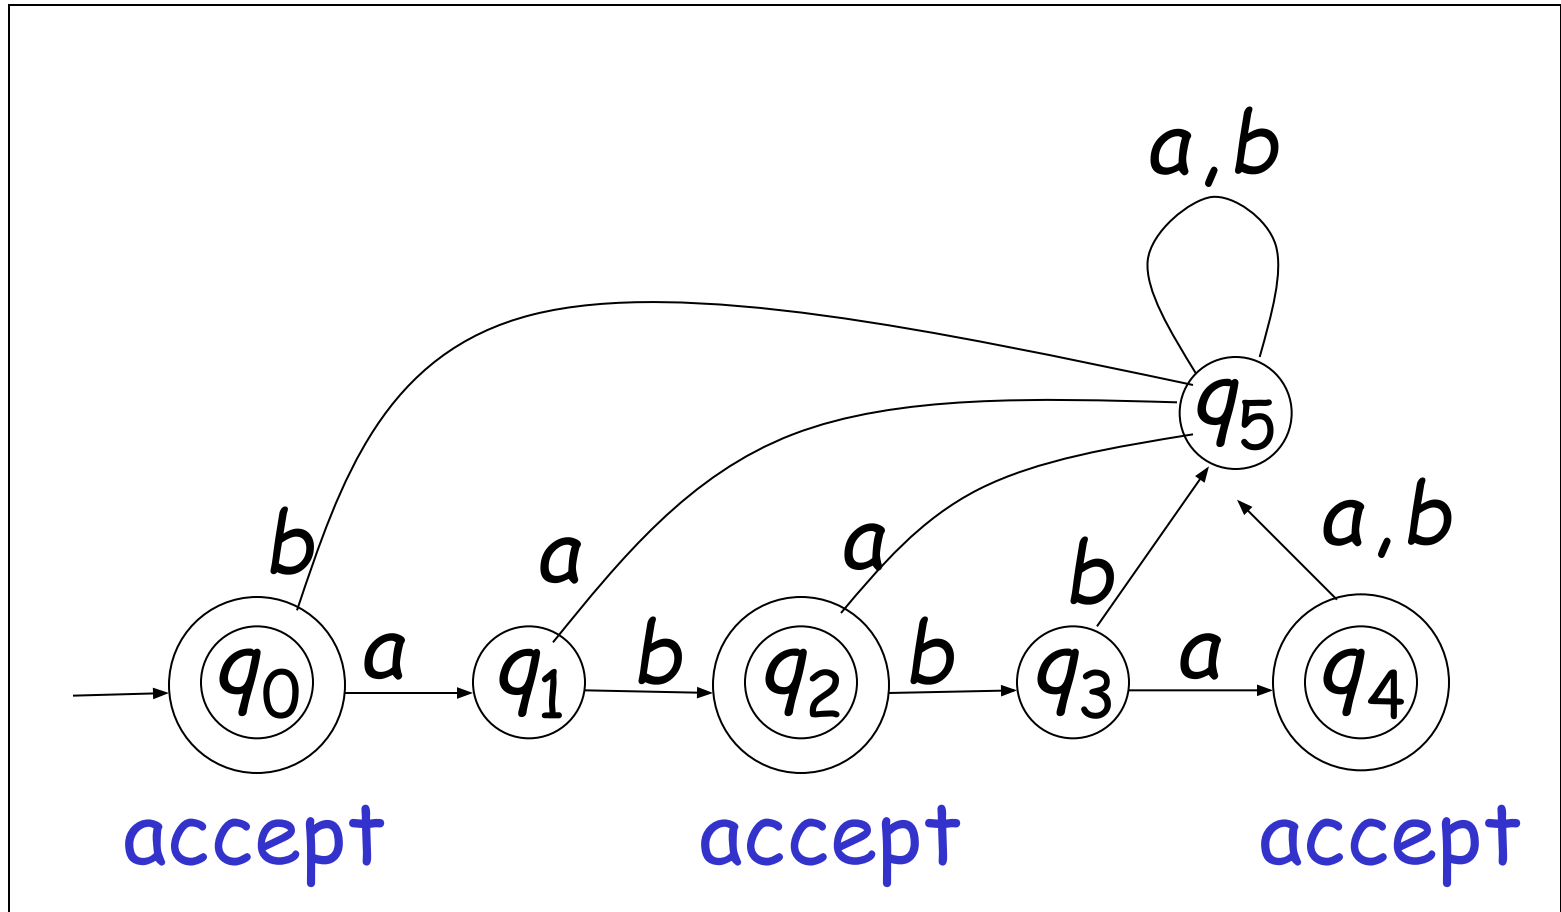 a,b
q5
b a a b a,b
q0 a q1 b q2 b q3 a q4
accept accept accept